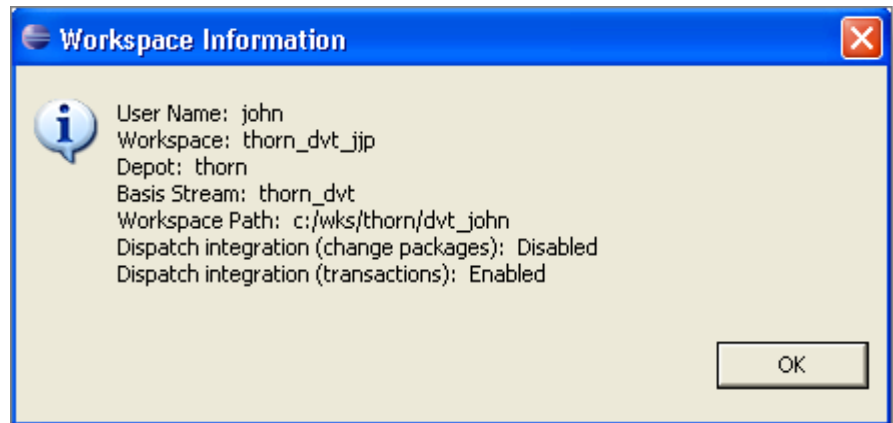 Workspace Information
User Name: john
Workspace: thorn_dvt_jjp
Depot: thorn
Basis Stream: thorn_dvt
Workspace Path: c:/wks/thorn/dvt_john
Dispatch integration (change packages): Disabled
Dispatch integration (transactions): Enabled
OK